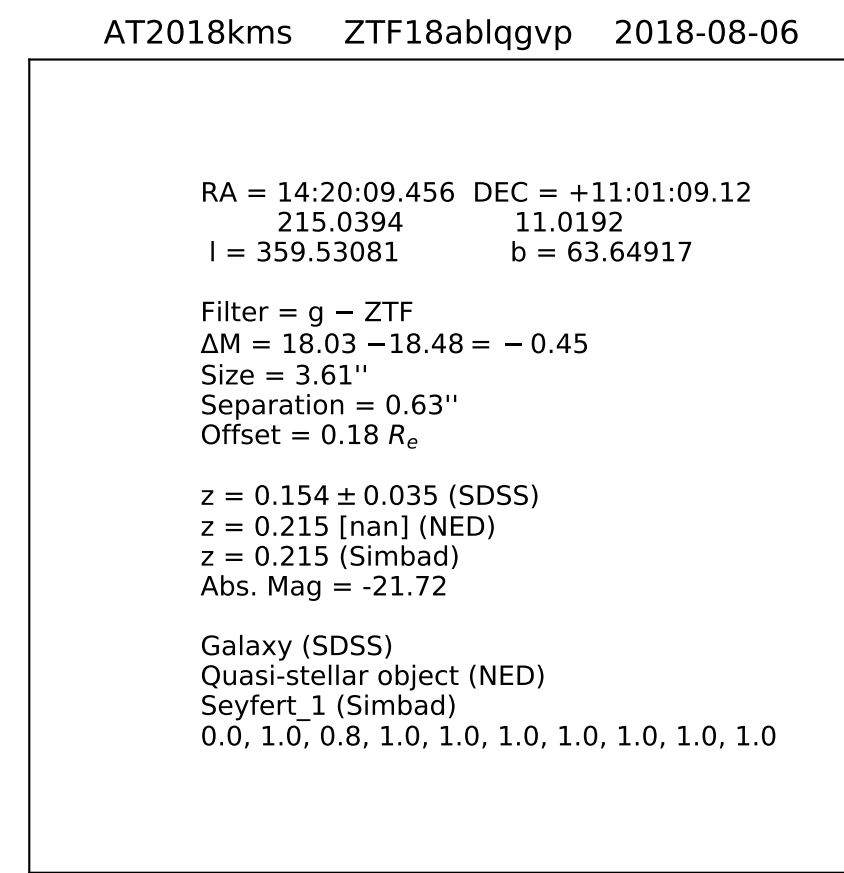 AT2018kms ZTF18ablqgvp 2018-08-06
RA = 14:20:09.456 DEC = +11:01:09.12
215.0394 11.0192
l = 359.53081 b = 63.64917
Filter = g − ZTF
ΔM = 18.03 −18.48 = − 0.45
Size = 3.61''
Separation = 0.63''
Offset = 0.18 Re
z = 0.154 ± 0.035 (SDSS)
z = 0.215 [nan] (NED)
z = 0.215 (Simbad)
Abs. Mag = -21.72
Galaxy (SDSS)
Quasi-stellar object (NED)
Seyfert_1 (Simbad)
0.0, 1.0, 0.8, 1.0, 1.0, 1.0, 1.0, 1.0, 1.0, 1.0